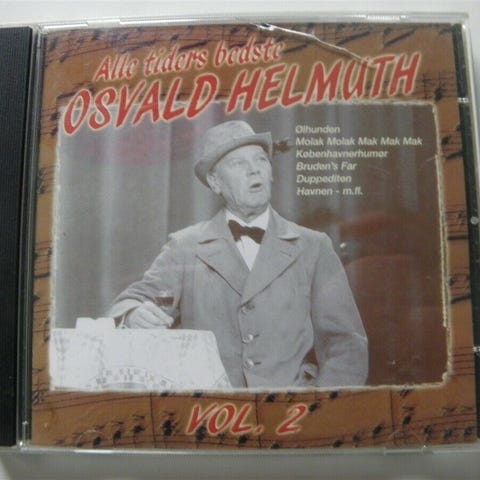 Alle tiders bedste
OSVALD HELMUTH
Ølhunden
Molak Molak Mak Mak Mak
Københavnerhumør
Bruden's Far
Duppediten
Havnen - m.fl.
VOL. 2